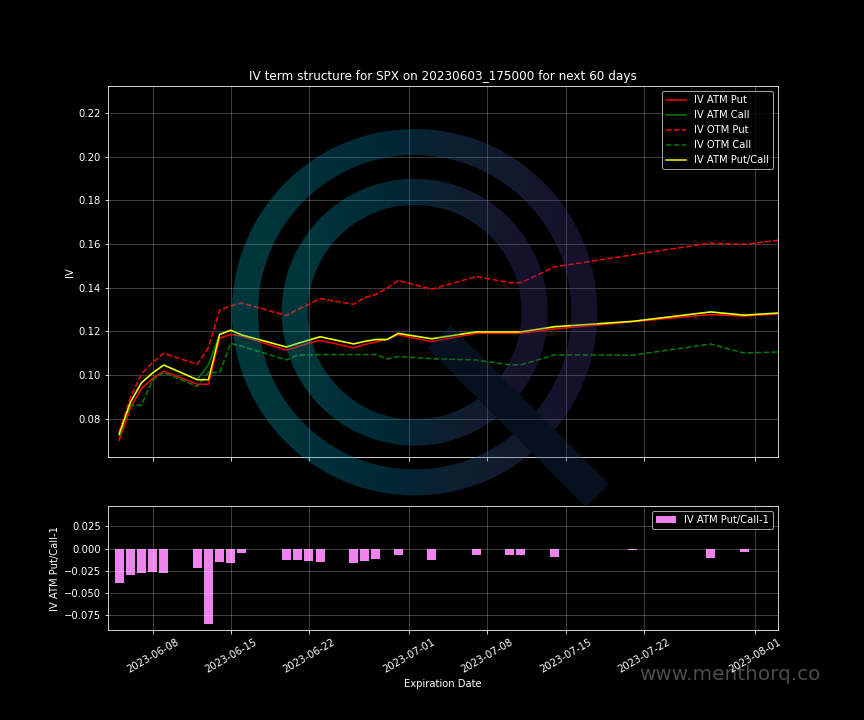 IV term structure for SPX on 20230603_175000 for next 60 days
IV ATM Put
IV ATM Call
IV OTM Put
IV OTM Call
IV ATM Put/Call
0.22
0.20
0.18
0.16
0.14
0.12
0.10
0.08
IV
IV ATM Put/Call-1
0.025
0.000
−0.025
−0.050
−0.075
IV ATM Put/Call-1
2023-06-08
2023-06-15
2023-06-22
2023-07-01
2023-07-08
2023-07-15
2023-07-22
2023-08-01
Expiration Date
www.menthorq.co